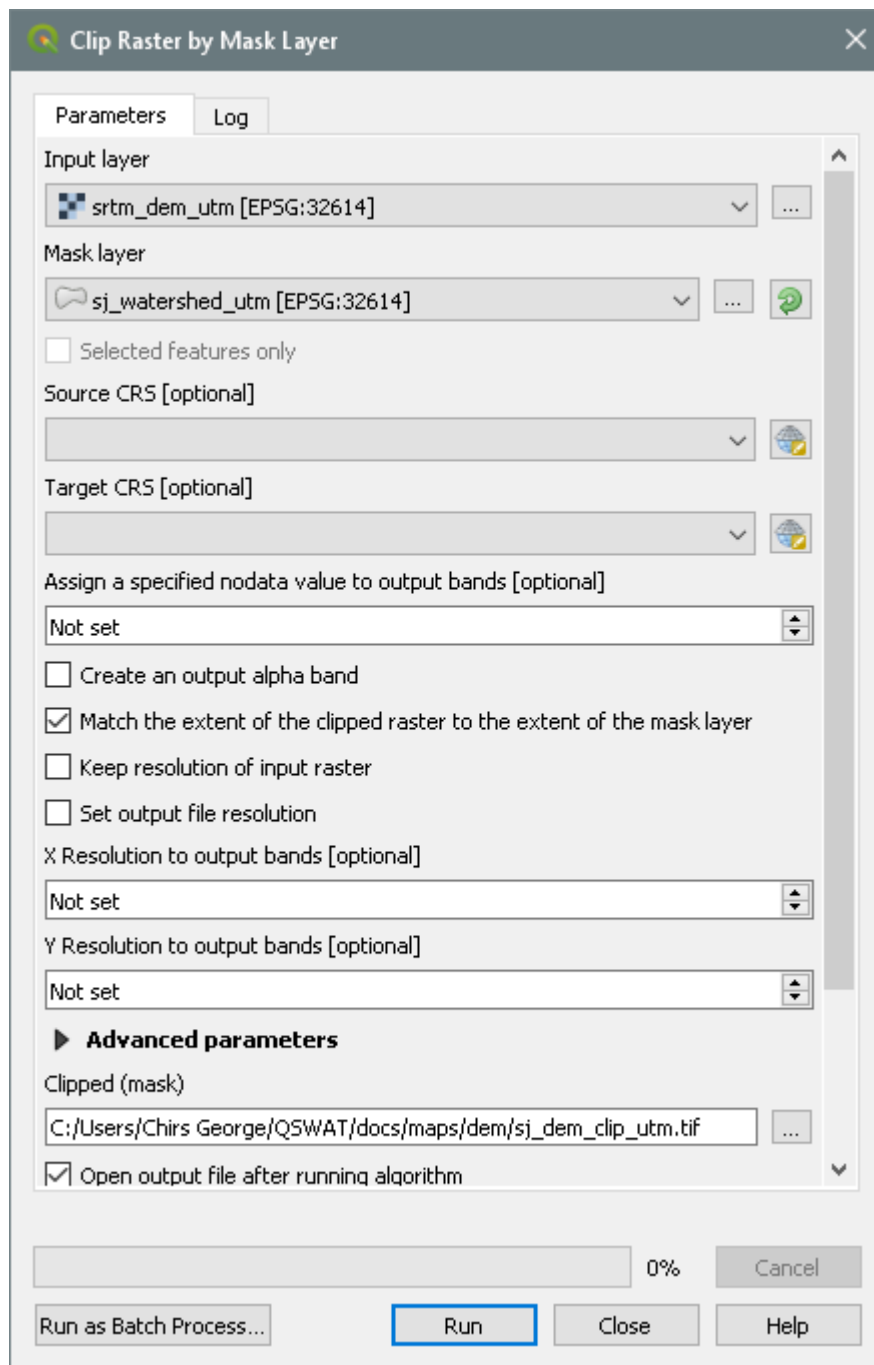 Clip Raster by Mask Layer
Parameters
Log
Input layer
srtm_dem_utm [EPSG:32614]
...
Mask layer
sj_watershed_utm [EPSG:32614]
...
Selected features only
Source CRS [optional]
Target CRS [optional]
Assign a specified nodata value to output bands [optional]
Not set
Create an output alpha band
Match the extent of the clipped raster to the extent of the mask layer
Keep resolution of input raster
Set output file resolution
X Resolution to output bands [optional]
Not set
Y Resolution to output bands [optional]
Not set
Advanced parameters
Clipped (mask)
C:/Users/Chirs George/QSWAT/docs/maps/dem/sj_dem_clip_utm.tif
...
Open output file after running algorithm
0%
Cancel
Run as Batch Process...
Run
Close
Help